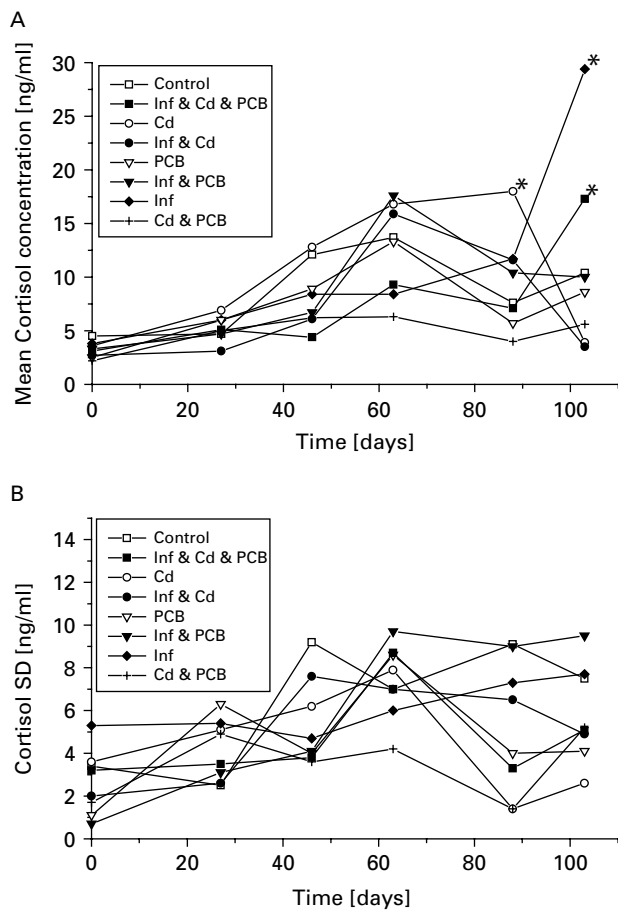 A
Mean Cortisol concentration [ng/ml]
30
25
20
15
10
5
0
Control
Inf & Cd & PCB
Cd
Inf & Cd
PCB
Inf & PCB
Inf
Cd & PCB
*
*
*
0 20 40 60 80 100
Time [days]
B
Cortisol SD [ng/ml]
14
12
10
8
6
4
2
0
Control
Inf & Cd & PCB
Cd
Inf & Cd
PCB
Inf & PCB
Inf
Cd & PCB
0 20 40 60 80 100
Time [days]